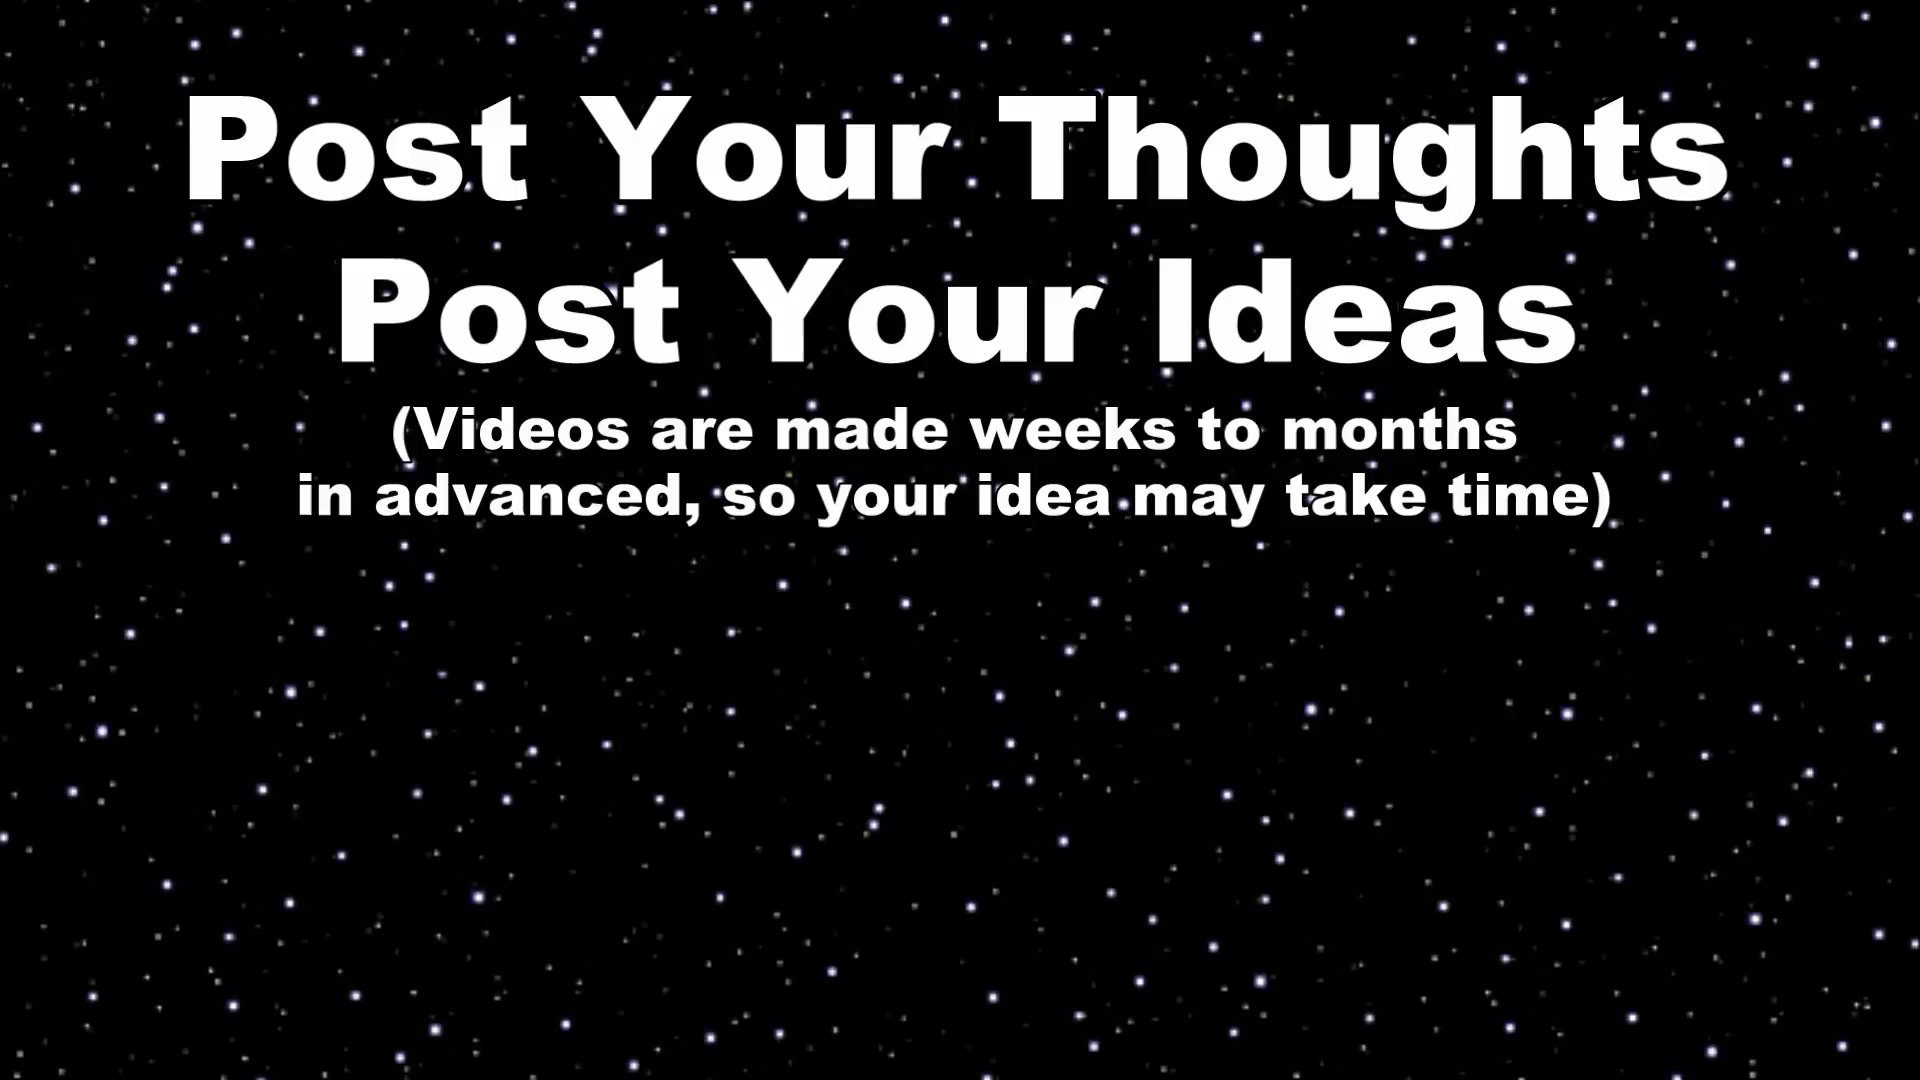 Post Your Thoughts
Post Your Ideas
(Videos are made weeks to months
in advanced, so your idea may take time)